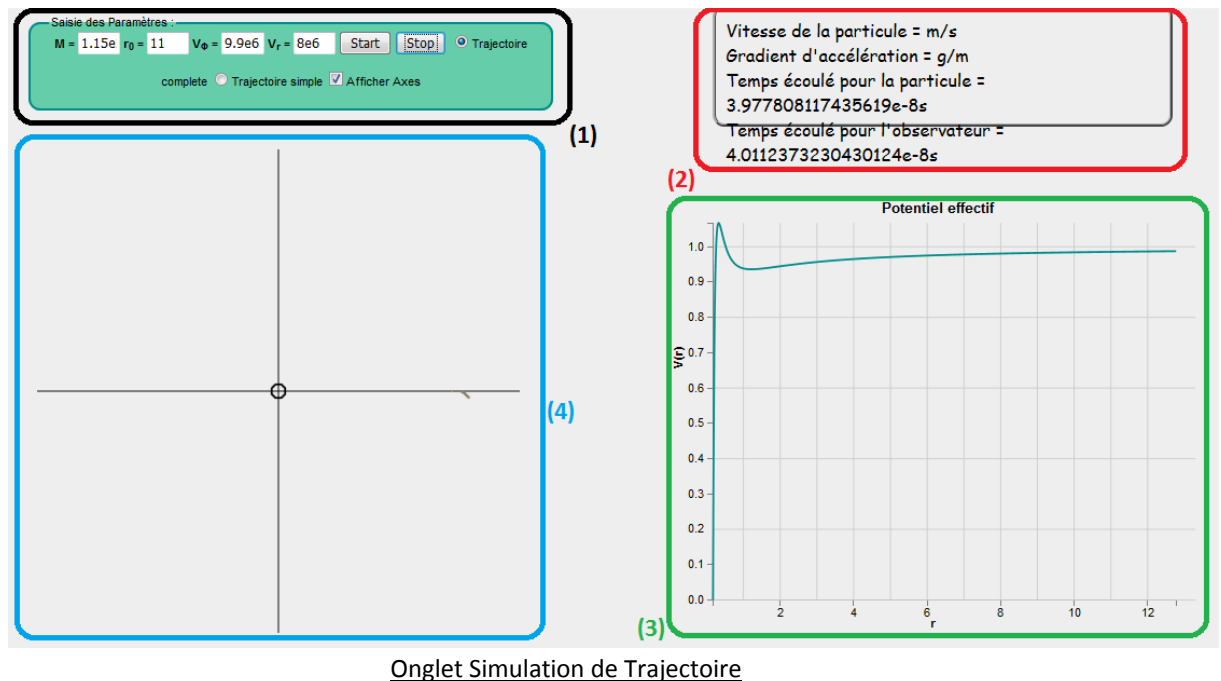 Saisie des Paramètres :
M = 1.15e r0 = 11 VΦ = 9.9e6 Vr = 8e6 Start Stop Trajectoire
complete Trajectoire simple Afficher Axes
(1)
Vitesse de la particule = m/s
Gradient d'accélération = g/m
Temps écoulé pour la particule =
3.977808117435619e-8s
Temps écoulé pour l'observateur =
4.0112373230430124e-8s
(2)
Potentiel effectif
1.0
0.9
0.8
0.7
0.6
0.5
0.4
0.3
0.2
0.1
0.0
V(r)
2 4 6 8 10 12
r
(3)
(4)
Onglet Simulation de Trajectoire